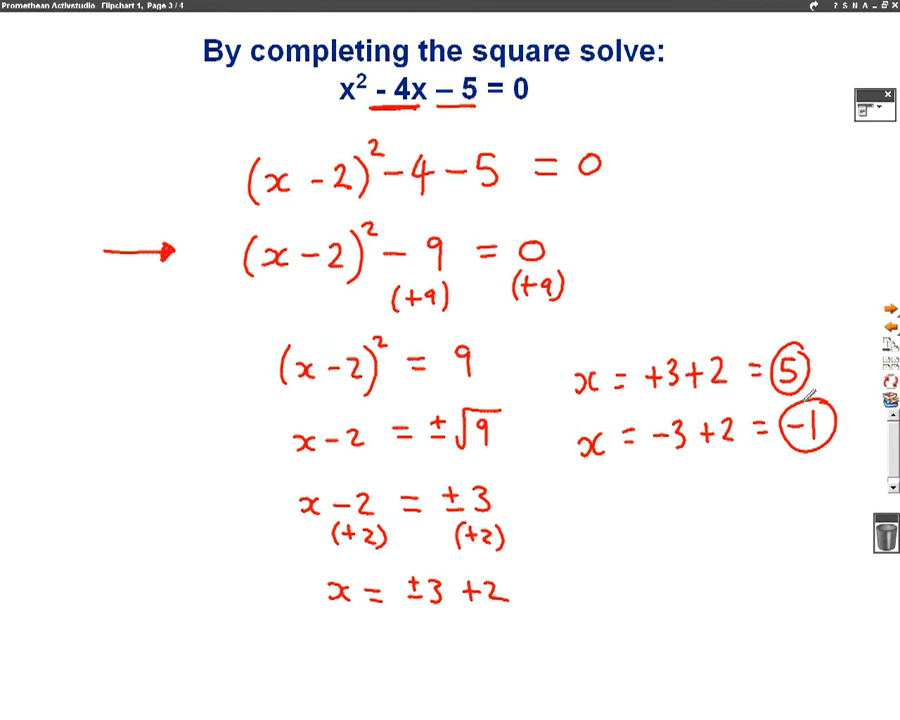 Promethean Activstudio Flipchart 1, Page 3 / 4
? S N A
By completing the square solve:
x² - 4x – 5 = 0
(x - 2)² - 4 - 5 = 0
(x - 2)² - 9 = 0
(+9) (+9)
(x - 2)² = 9
x - 2 = ±√9
x - 2 = ±3
(+2) (+2)
x = ±3 + 2
x = +3 + 2 = 5
x = -3 + 2 = -1